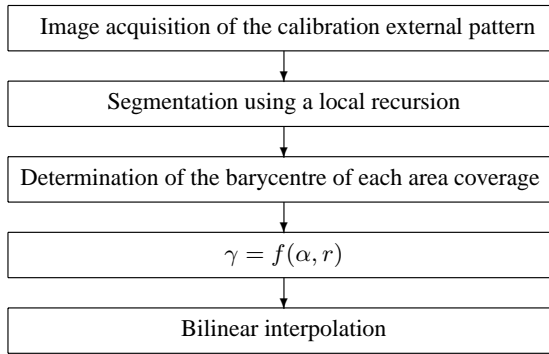 Image acquisition of the calibration external pattern
Segmentation using a local recursion
Determination of the barycentre of each area coverage
γ = f(α, r)
Bilinear interpolation